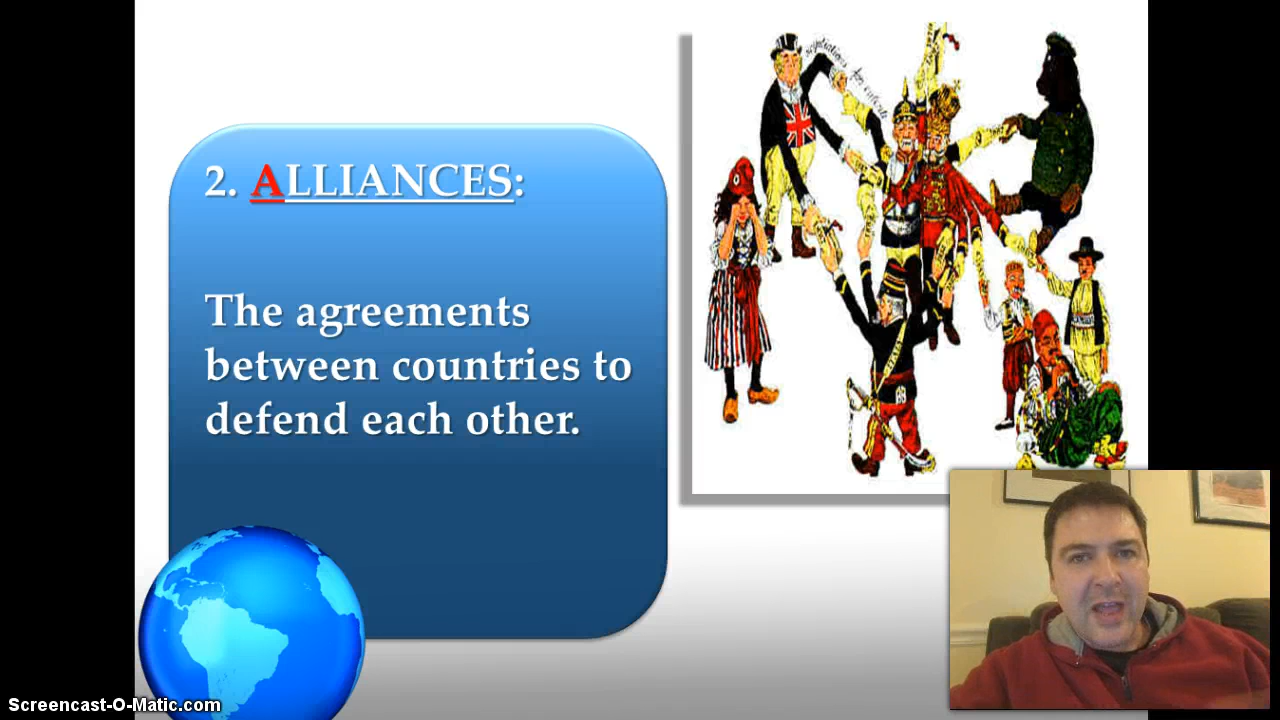 2. ALLIANCES:
The agreements
between countries to
defend each other.
Screencast-O-Matic.com